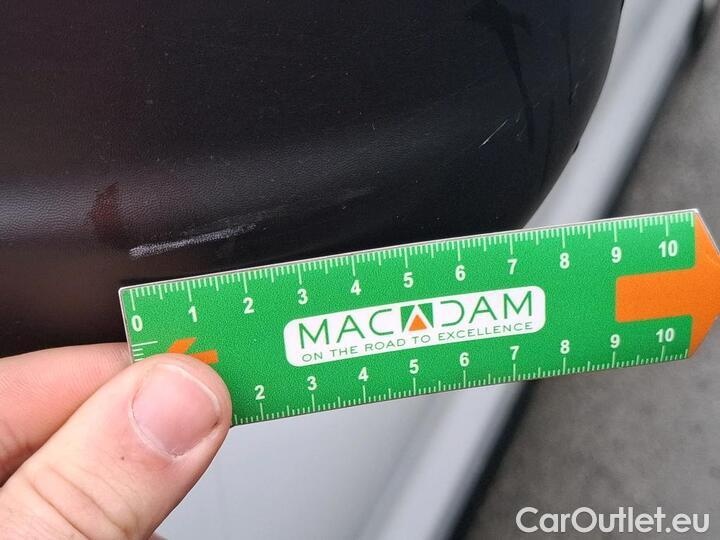 0 1 2 3 4 5 6 7 8 9 10
MACADAM
ON THE ROAD TO EXCELLENCE
2 3 4 5 6 7 8 9 10
CarOutlet.eu